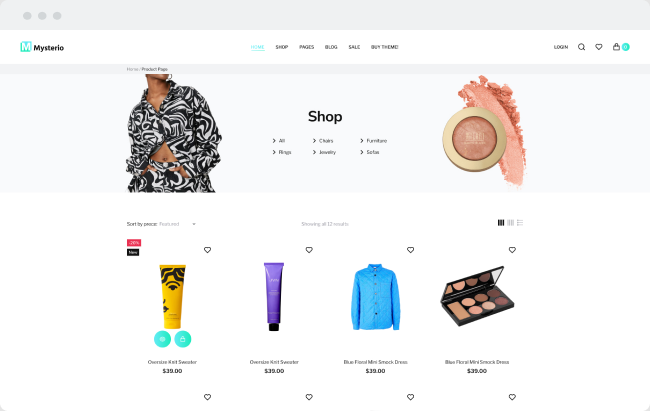 M Mysterio
HOME SHOP PAGES BLOG SALE BUY THEME!
LOGIN
0
Home / Product Page
Shop
All Chairs Furniture
Rings Jewelry Sofas
Sort by price: Featured
Showing all 12 results
-20%
New
Oversize Knit Sweater
$39.00
Oversize Knit Sweater
$39.00
Blue Floral Mini Smock Dress
$39.00
Blue Floral Mini Smock Dress
$39.00